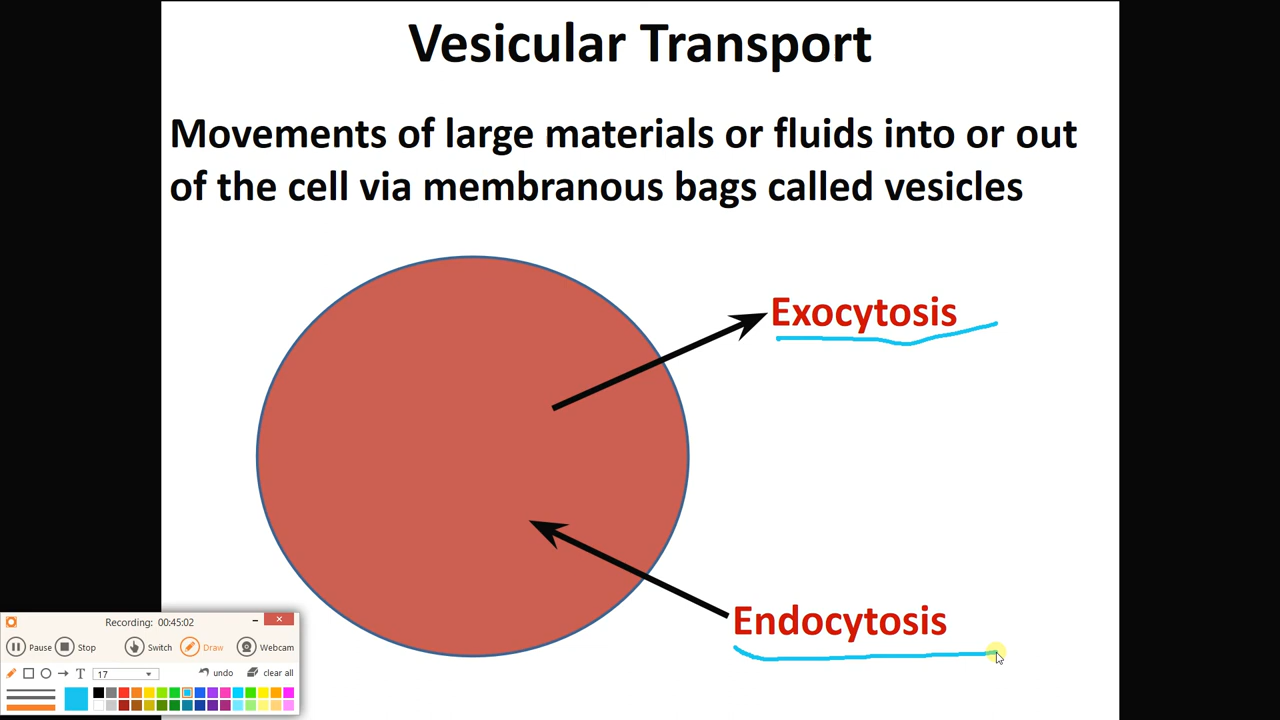 Vesicular Transport
Movements of large materials or fluids into or out
of the cell via membranous bags called vesicles
Exocytosis
Endocytosis
Recording: 00:45:02
Pause Stop Switch Draw Webcam
T 17 undo clear all